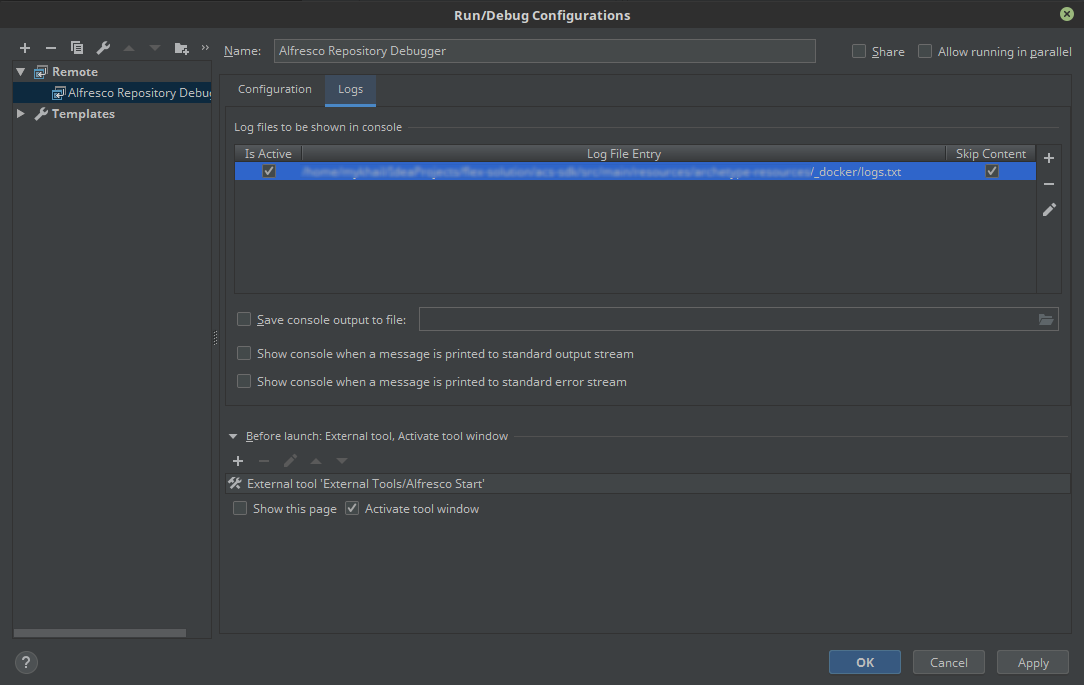 Run/Debug Configurations
Name: Alfresco Repository Debugger
Share Allow running in parallel
Remote
Alfresco Repository Debug
Templates
Configuration Logs
Log files to be shown in console
Is Active Log File Entry Skip Content
/_docker/logs.txt
Save console output to file:
Show console when a message is printed to standard output stream
Show console when a message is printed to standard error stream
Before launch: External tool, Activate tool window
External tool 'External Tools/Alfresco Start'
Show this page Activate tool window
? OK Cancel Apply